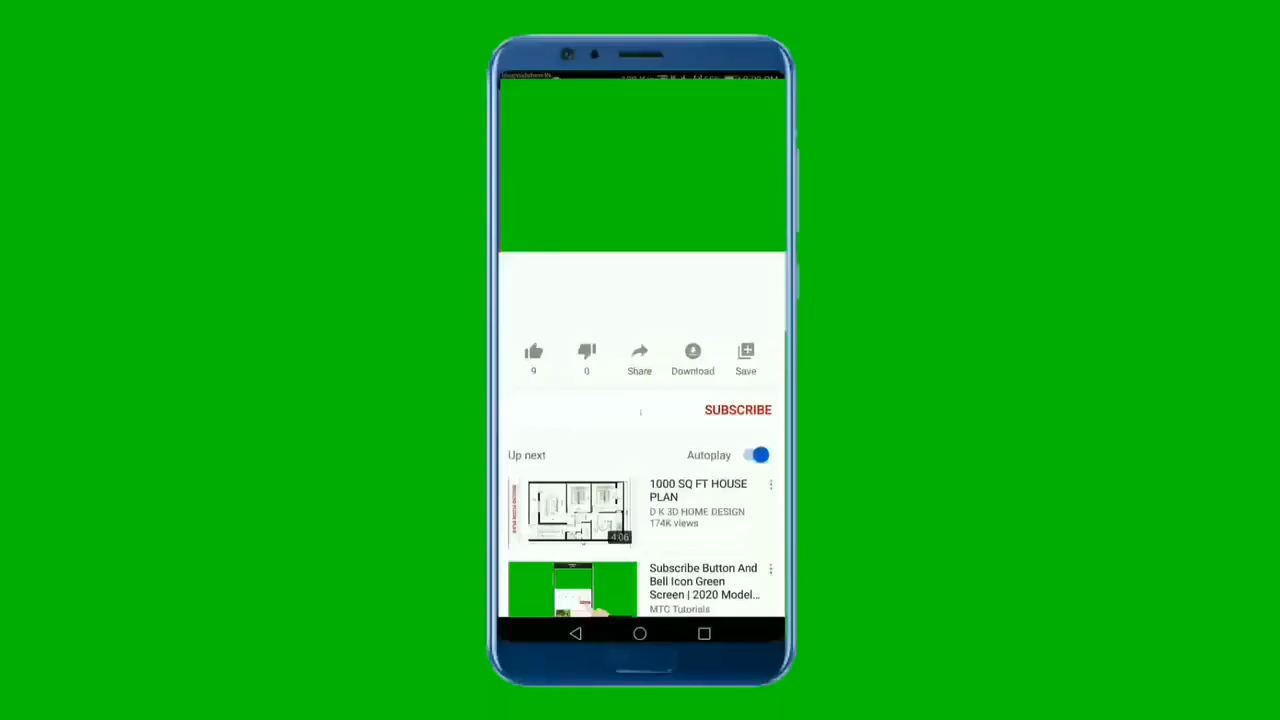 9
0
Share
Download
Save
SUBSCRIBE
Up next
Autoplay
1000 SQ FT HOUSE
PLAN
D K 3D HOME DESIGN
174K views
4:06
Subscribe Button And
Bell Icon Green
Screen | 2020 Model...
MTC Tutorials